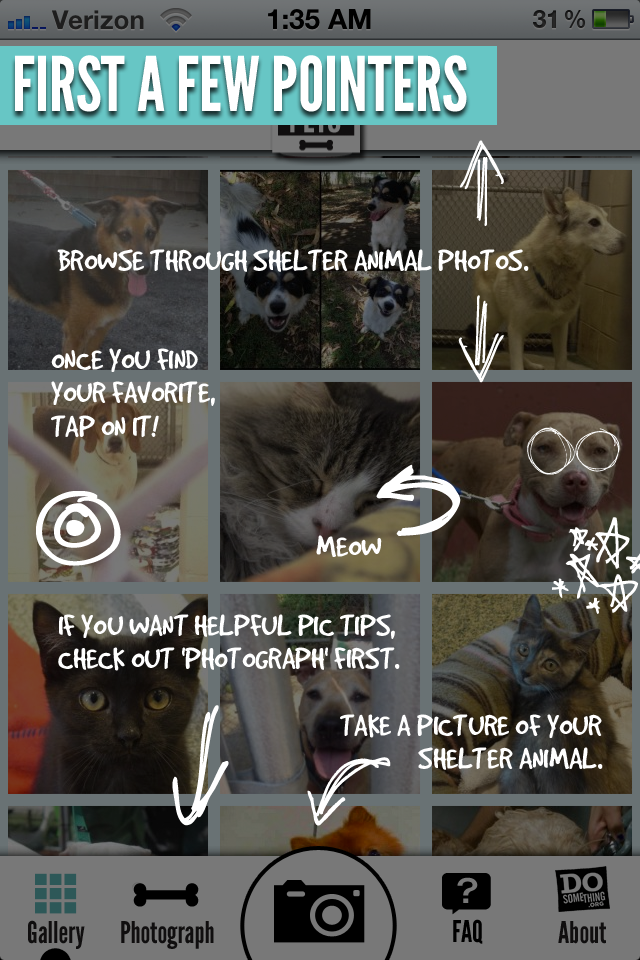 Verizon 1:35 AM 31 %
FIRST A FEW POINTERS
BROWSE THROUGH SHELTER ANIMAL PHOTOS.
ONCE YOU FIND
YOUR FAVORITE,
TAP ON IT!
MEOW
IF YOU WANT HELPFUL PIC TIPS,
CHECK OUT 'PHOTOGRAPH' FIRST.
TAKE A PICTURE OF YOUR
SHELTER ANIMAL.
?
DO
SOMETHING
.ORG
Gallery Photograph FAQ About